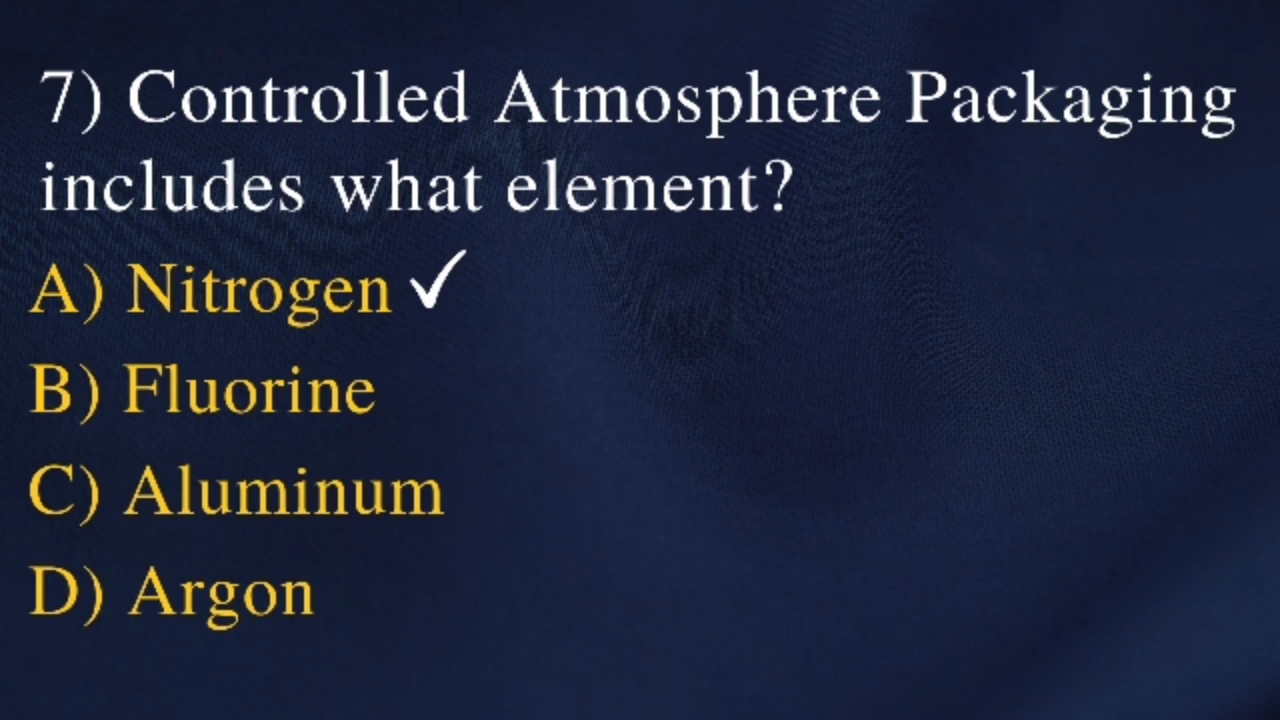 7) Controlled Atmosphere Packaging
includes what element?
A) Nitrogen ✓
B) Fluorine
C) Aluminum
D) Argon